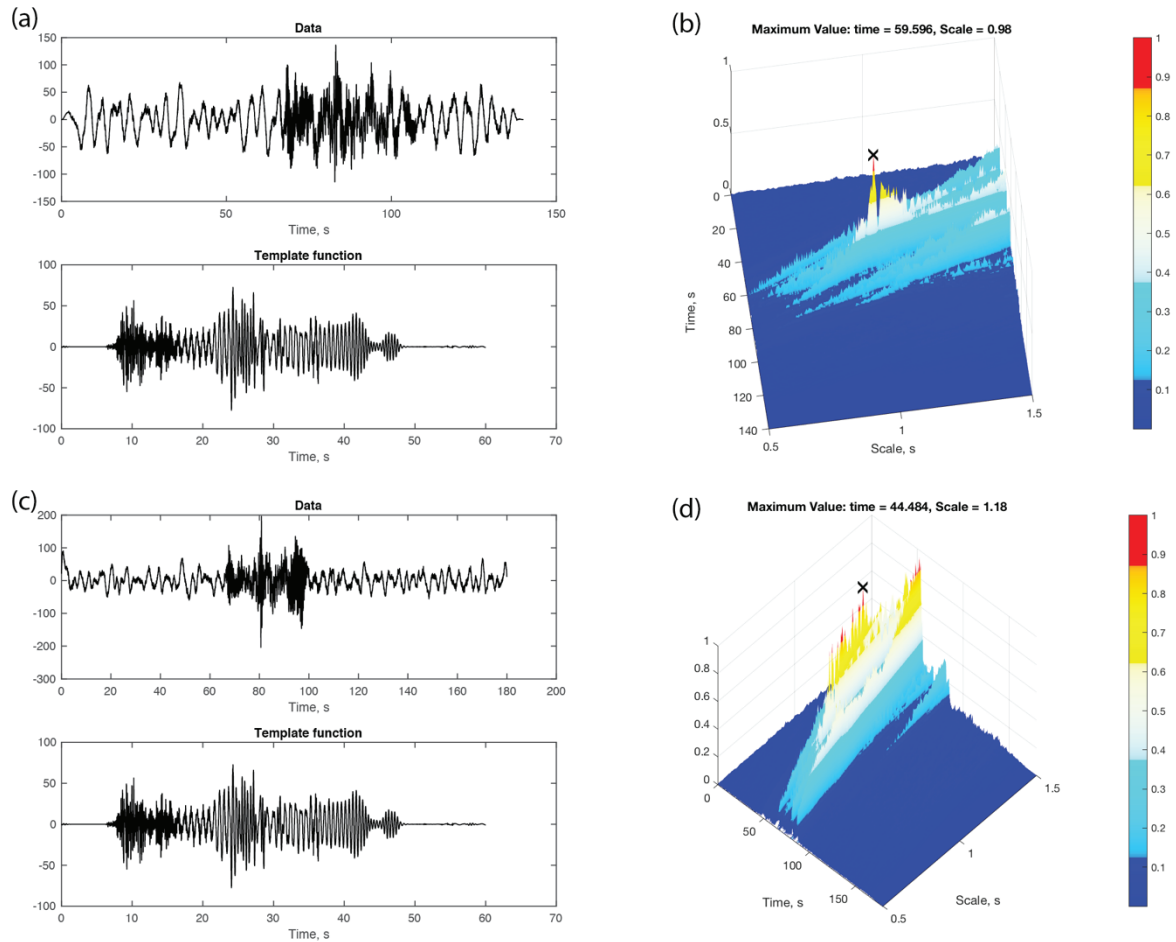 (a)
Data
150
100
50
0
-50
-100
-150
0 50 100 150
Time, s
Template function
100
50
0
-50
-100
0 10 20 30 40 50 60 70
Time, s
(b)
Maximum Value: time = 59.596, Scale = 0.98
1
0.5
0
20
40
60
80
100
120
140
Time, s
0.5 1 1.5
Scale, s
1
0.9
0.8
0.7
0.6
0.5
0.4
0.3
0.2
0.1
(c)
Data
200
100
0
-100
-200
-300
0 20 40 60 80 100 120 140 160 180 200
Time, s
Template function
100
50
0
-50
-100
0 10 20 30 40 50 60 70
Time, s
(d)
Maximum Value: time = 44.484, Scale = 1.18
1
0.8
0.6
0.4
0.2
0
0 50 100 150
Time, s
0.5 1 1.5
Scale, s
1
0.9
0.8
0.7
0.6
0.5
0.4
0.3
0.2
0.1